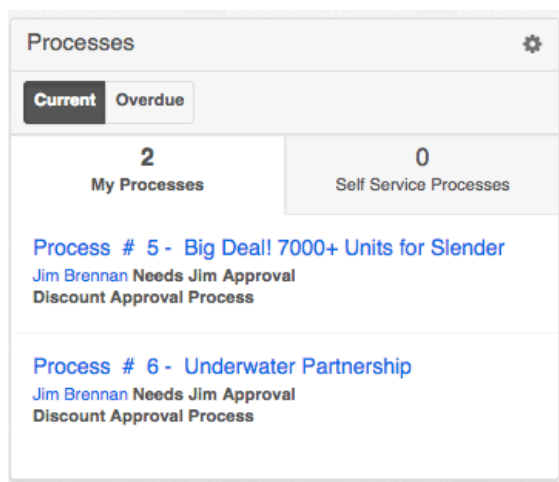 Processes
Current Overdue
2 0
My Processes Self Service Processes
Process # 5 - Big Deal! 7000+ Units for Slender
Jim Brennan Needs Jim Approval
Discount Approval Process
Process # 6 - Underwater Partnership
Jim Brennan Needs Jim Approval
Discount Approval Process